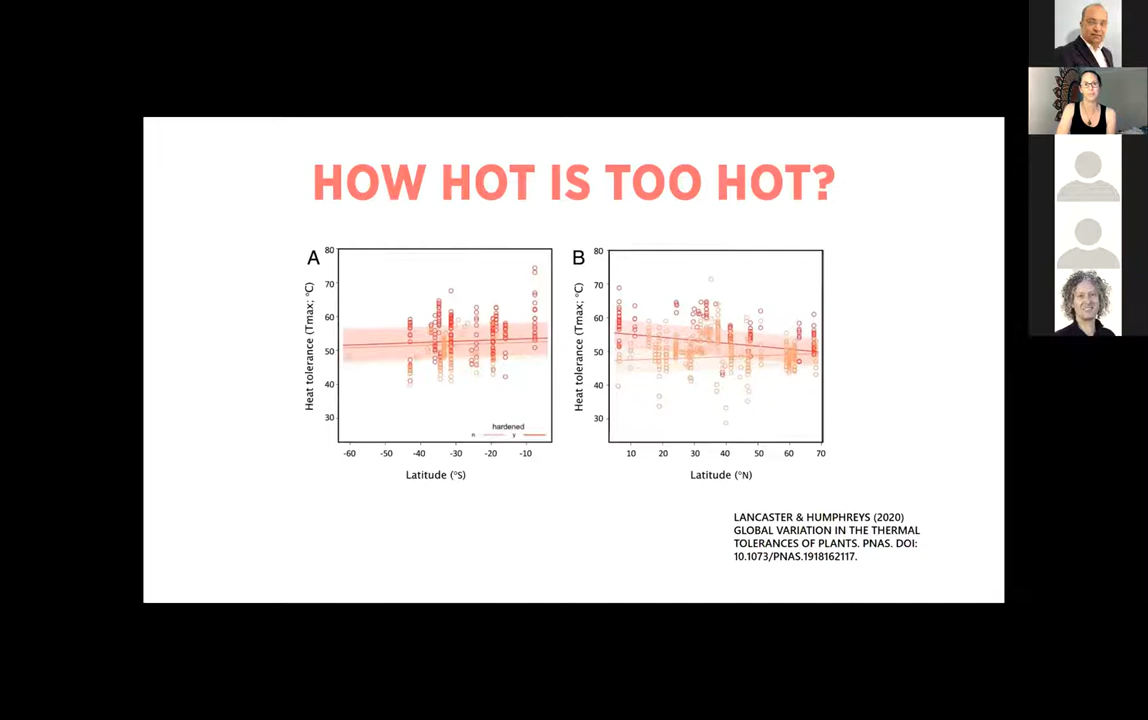 HOW HOT IS TOO HOT?
A
80
70
60
50
40
30
Heat tolerance (Tmax; °C)
hardened
n y
-60 -50 -40 -30 -20 -10
Latitude (°S)
B
80
70
60
50
40
30
Heat tolerance (Tmax; °C)
10 20 30 40 50 60 70
Latitude (°N)
LANCASTER & HUMPHREYS (2020)
GLOBAL VARIATION IN THE THERMAL
TOLERANCES OF PLANTS. PNAS. DOI:
10.1073/PNAS.1918162117.